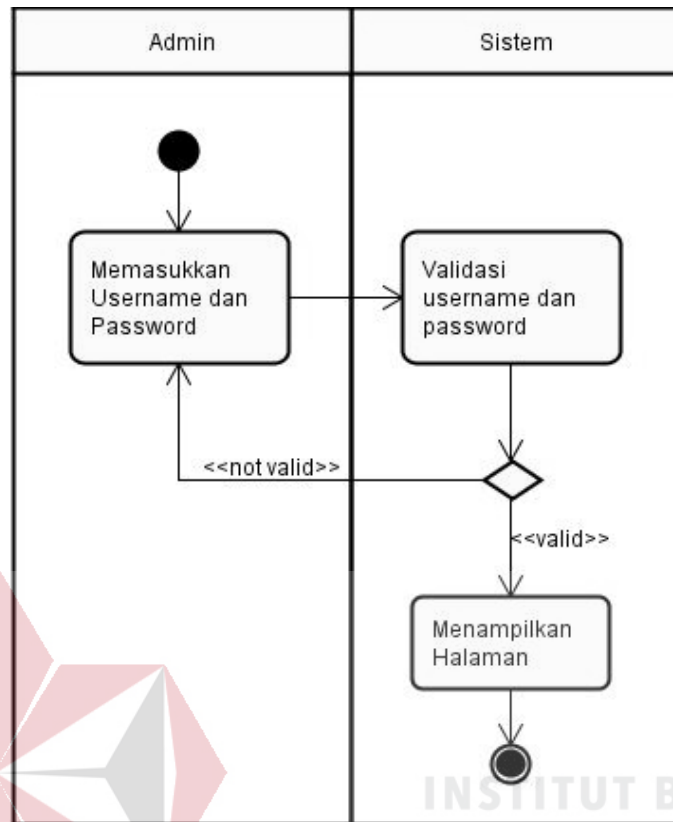 Admin
Sistem
Memasukkan
Username dan
Password
Validasi
username dan
password
<<not valid>>
<<valid>>
Menampilkan
Halaman
INSTITUT B